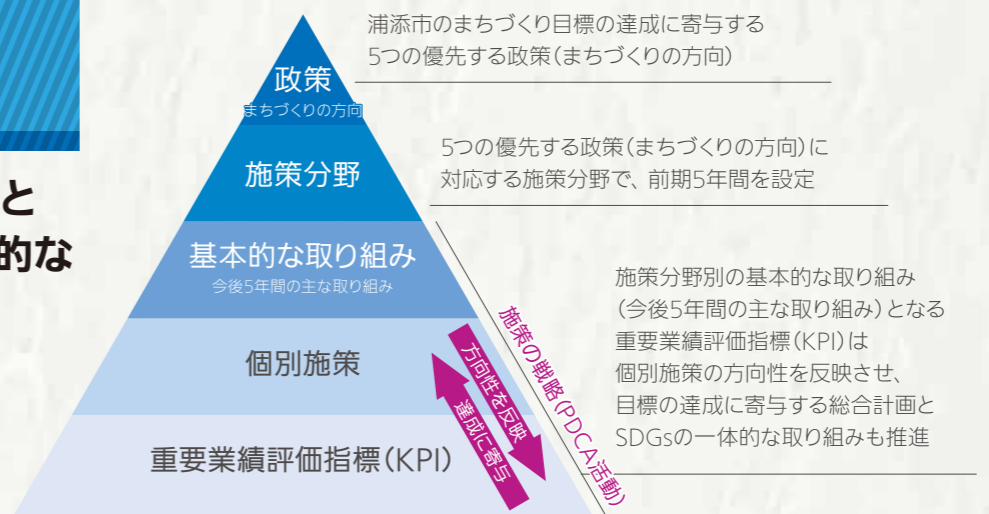 浦添市のまちづくり目標の達成に寄与する
5つの優先する政策(まちづくりの方向)
政策
まちづくりの方向
5つの優先する政策(まちづくりの方向)に
対応する施策分野で、前期5年間を設定
施策分野
と
的な
基本的な取り組み
今後5年間の主な取り組み
施策分野別の基本的な取り組み
(今後5年間の主な取り組み)となる
重要業績評価指標(KPI)は
個別施策の方向性を反映させ、
目標の達成に寄与する総合計画と
SDGsの一体的な取り組みも推進
個別施策
重要業績評価指標(KPI)
方向性を反映
達成に寄与
施策の戦略(PDCA活動)